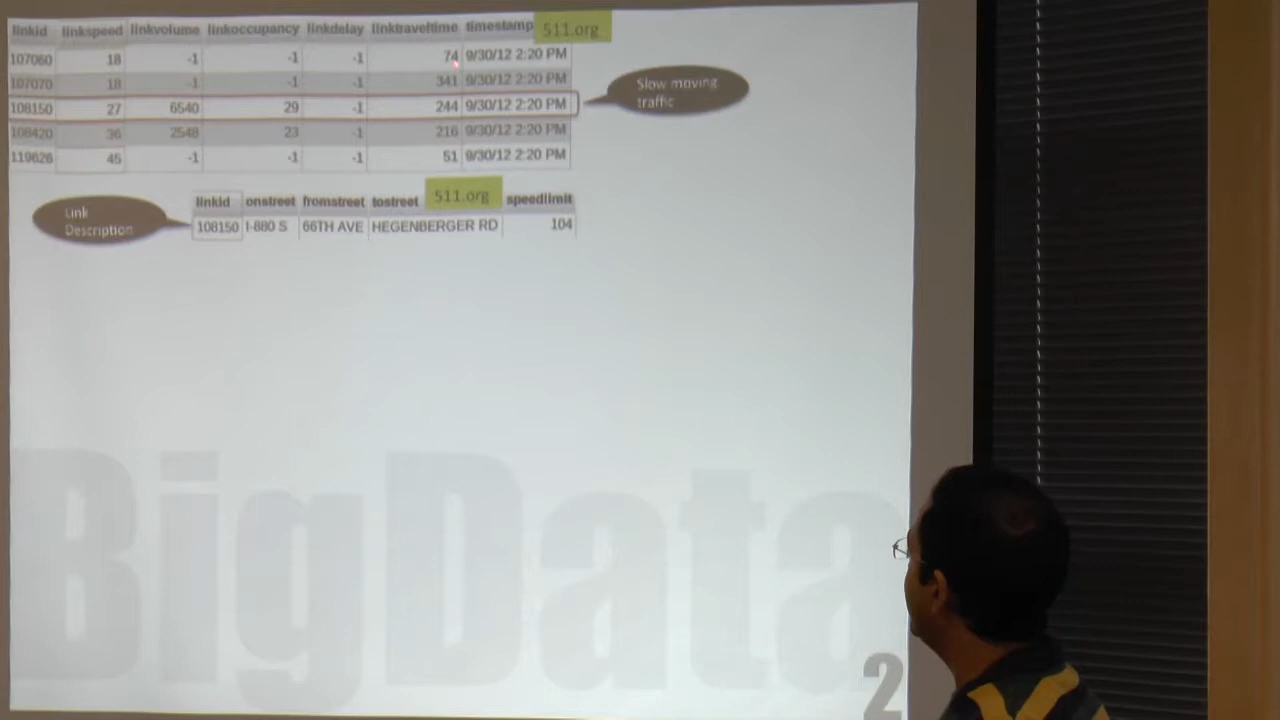 linkid linkspeed linkvolume linkoccupancy linkdelay linktraveltime timestamp 511.org
107060 18 -1 -1 -1 74 9/30/12 2:20 PM
107070 18 -1 -1 -1 341 9/30/12 2:20 PM
108150 27 6540 29 -1 244 9/30/12 2:20 PM
108420 36 2548 23 -1 216 9/30/12 2:20 PM
119626 45 -1 -1 -1 51 9/30/12 2:20 PM
Slow moving
traffic
Link
Description
linkid onstreet fromstreet tostreet 511.org speedlimit
108150 I-880 S 66TH AVE HEGENBERGER RD 104
BigData
2